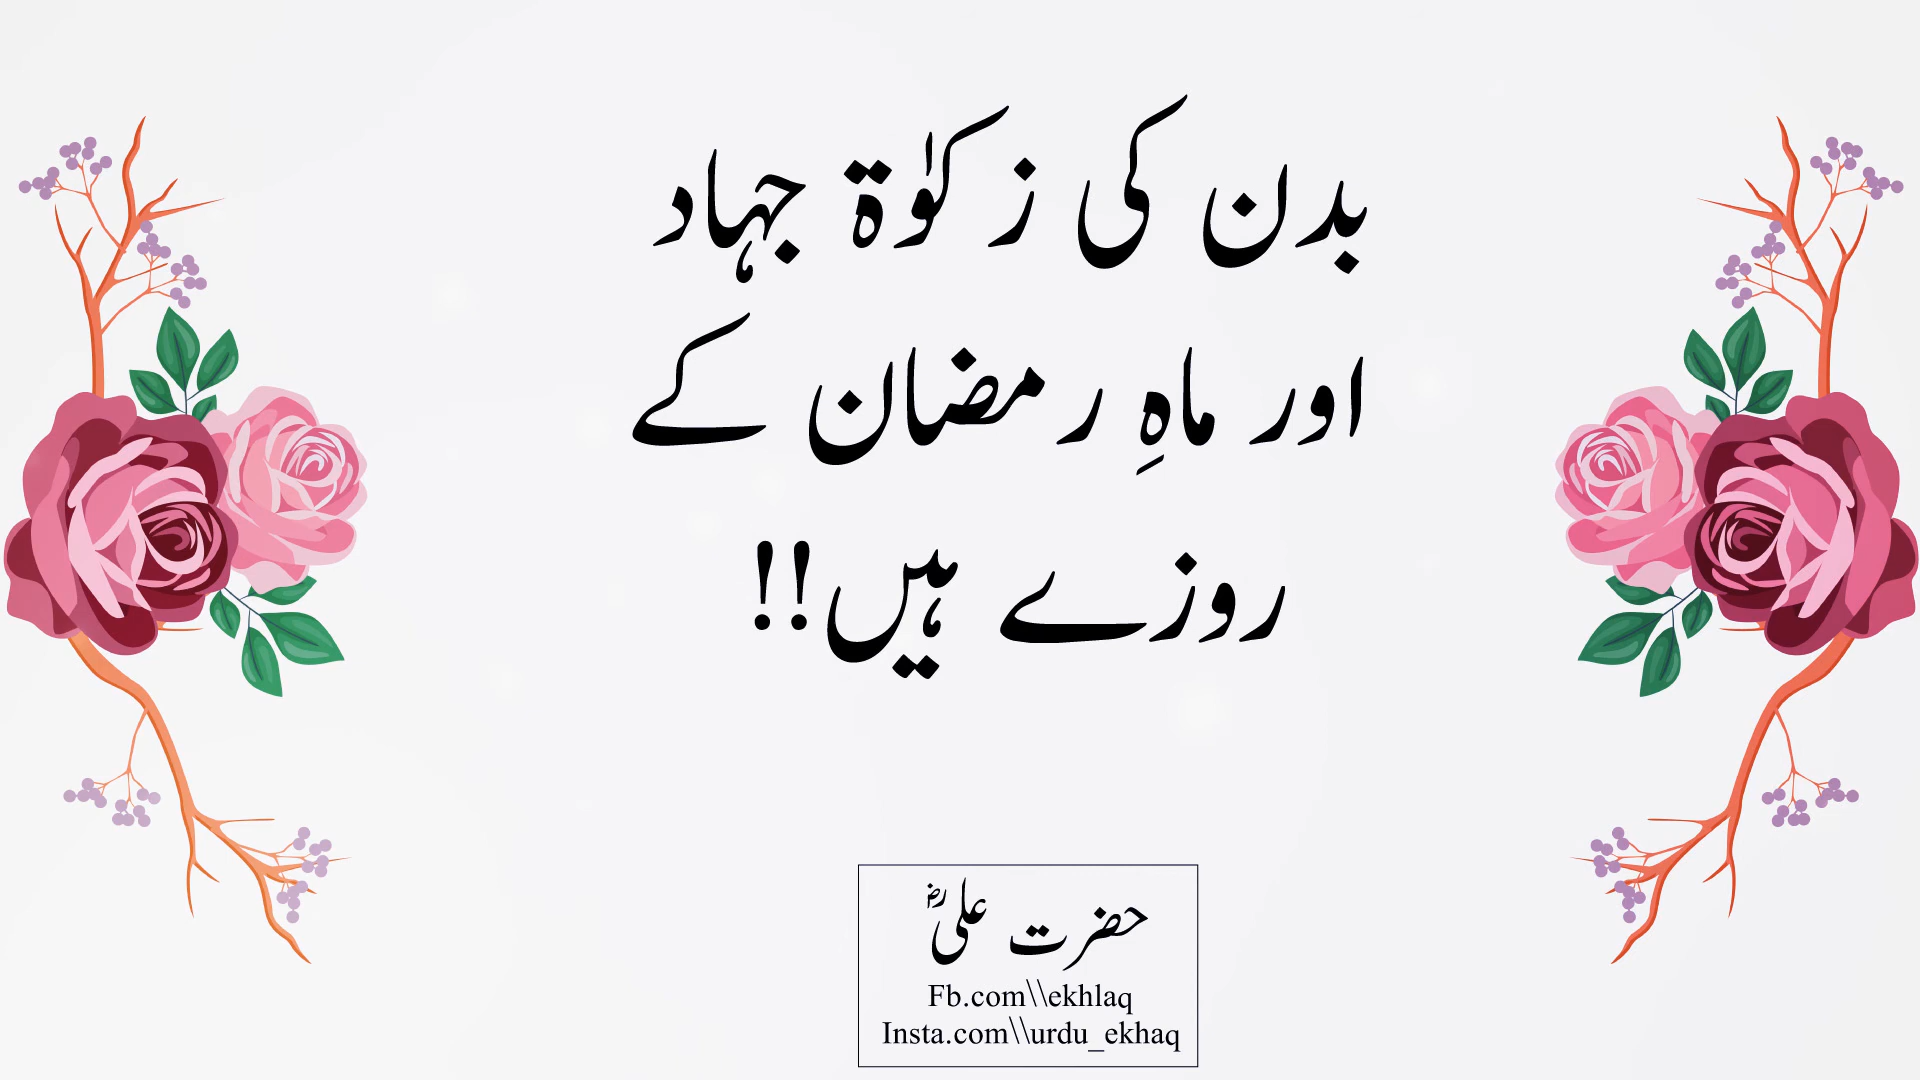 بدن کی زکوٰۃ جہاد
اور ماہِ رمضان کے
روزے ہیں!!
حضرت علیؓ
Fb.com\\ekhlaq
Insta.com\\urdu_ekhaq